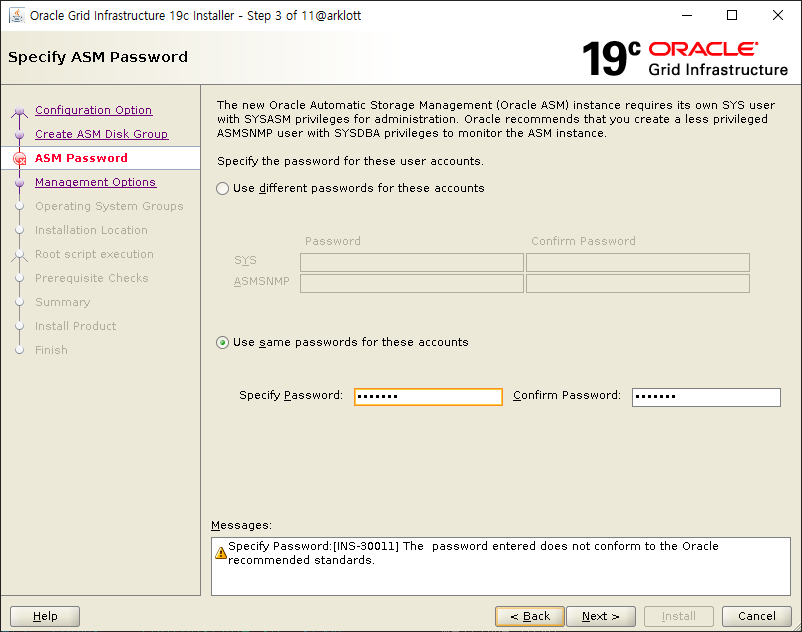 Oracle Grid Infrastructure 19c Installer - Step 3 of 11@arklott
Specify ASM Password
19c ORACLE
Grid Infrastructure
Configuration Option
Create ASM Disk Group
ASM Password
Management Options
Operating System Groups
Installation Location
Root script execution
Prerequisite Checks
Summary
Install Product
Finish
The new Oracle Automatic Storage Management (Oracle ASM) instance requires its own SYS user
with SYSASM privileges for administration. Oracle recommends that you create a less privileged
ASMSNMP user with SYSDBA privileges to monitor the ASM instance.
Specify the password for these user accounts.
Use different passwords for these accounts
Password Confirm Password
SYS
ASMSNMP
Use same passwords for these accounts
Specify Password: ••••••• Confirm Password: •••••••
Messages:
Specify Password:[INS-30011] The  password entered does not conform to the Oracle
recommended standards.
Help < Back Next > Install Cancel